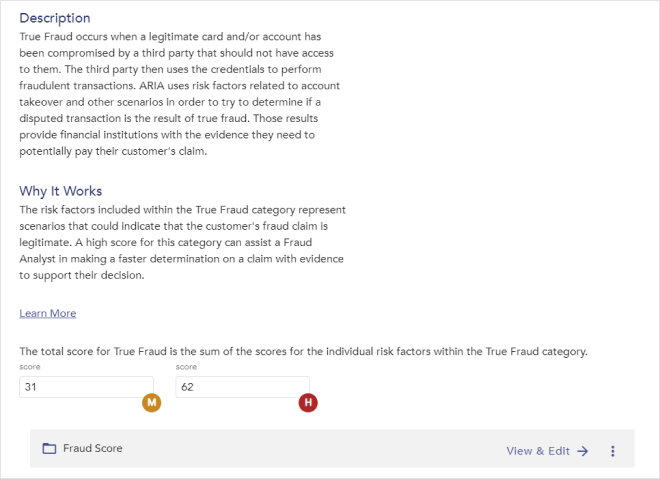 Description
True Fraud occurs when a legitimate card and/or account has
been compromised by a third party that should not have access
to them. The third party then uses the credentials to perform
fraudulent transactions. ARIA uses risk factors related to account
takeover and other scenarios in order to try to determine if a
disputed transaction is the result of true fraud. Those results
provide financial institutions with the evidence they need to
potentially pay their customer's claim.
Why It Works
The risk factors included within the True Fraud category represent
scenarios that could indicate that the customer's fraud claim is
legitimate. A high score for this category can assist a Fraud
Analyst in making a faster determination on a claim with evidence
to support their decision.
Learn More
The total score for True Fraud is the sum of the scores for the individual risk factors within the True Fraud category.
score score
31 62
M H
Fraud Score View & Edit